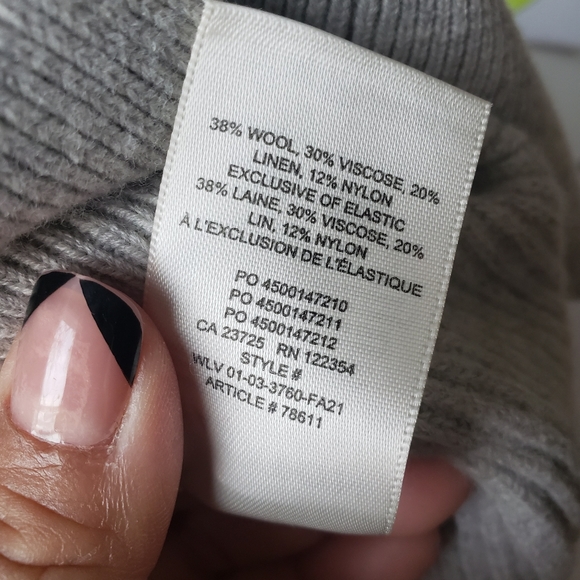 38% WOOL, 30% VISCOSE, 20%
LINEN, 12% NYLON
EXCLUSIVE OF ELASTIC
38% LAINE, 30% VISCOSE, 20%
LIN, 12% NYLON
À L'EXCLUSION DE L'ÉLASTIQUE
PO 4500147210
PO 4500147211
PO 4500147212
CA 23725 RN 122354
STYLE #
WLV 01-03-3760-FA21
ARTICLE # 78611